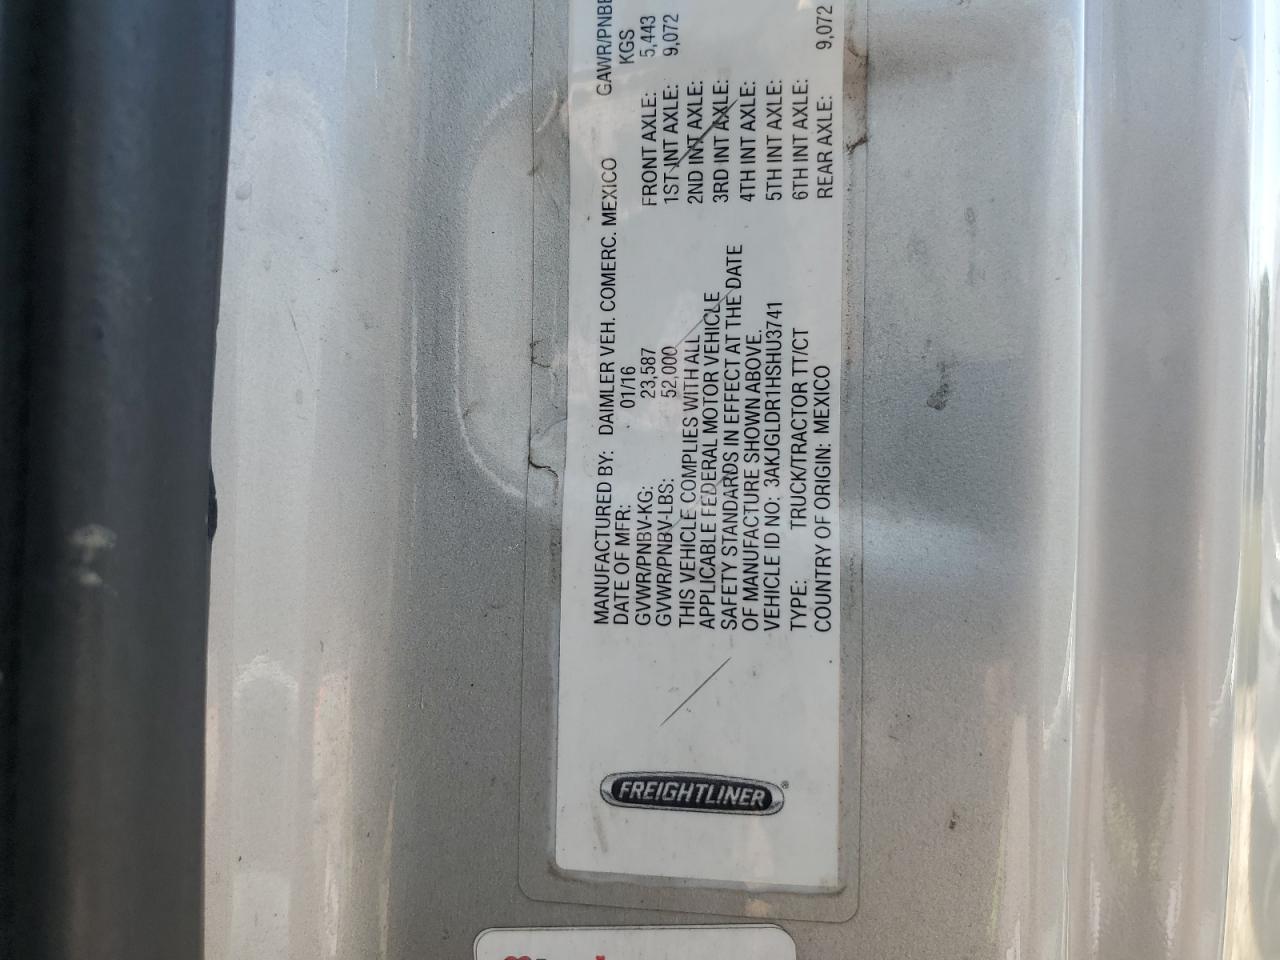 FREIGHTLINER®
MANUFACTURED BY: DAIMLER VEH. COMERC. MEXICO
DATE OF MFR: 01/16
GVWR/PNBV-KG: 23,587
GVWR/PNBV-LBS: 52,000
THIS VEHICLE COMPLIES WITH ALL
APPLICABLE FEDERAL MOTOR VEHICLE
SAFETY STANDARDS IN EFFECT AT THE DATE
OF MANUFACTURE SHOWN ABOVE.
VEHICLE ID NO: 3AKJGLDR1HSHU3741
TYPE: TRUCK/TRACTOR TT/CT
COUNTRY OF ORIGIN: MEXICO
KGS
FRONT AXLE: 5,443
1ST INT AXLE: 9,072
2ND INT AXLE:
3RD INT AXLE:
4TH INT AXLE:
5TH INT AXLE:
6TH INT AXLE:
REAR AXLE: 9,072